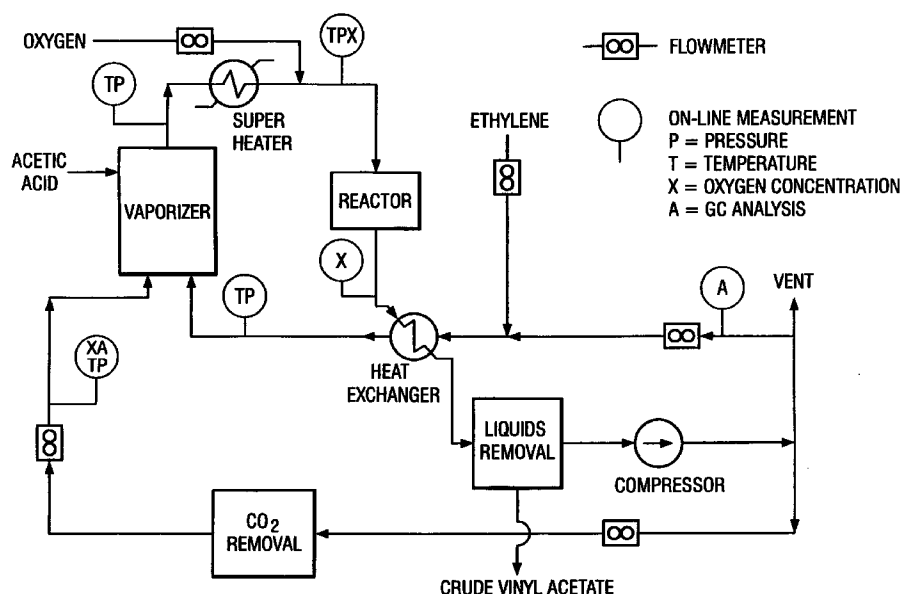 OXYGEN
TPX
FLOWMETER
TP
SUPER
HEATER
ETHYLENE
ON-LINE MEASUREMENT
P = PRESSURE
T = TEMPERATURE
X = OXYGEN CONCENTRATION
A = GC ANALYSIS
ACETIC
ACID
VAPORIZER
REACTOR
X
TP
A
VENT
XA
TP
HEAT
EXCHANGER
LIQUIDS
REMOVAL
COMPRESSOR
CO2
REMOVAL
CRUDE VINYL ACETATE